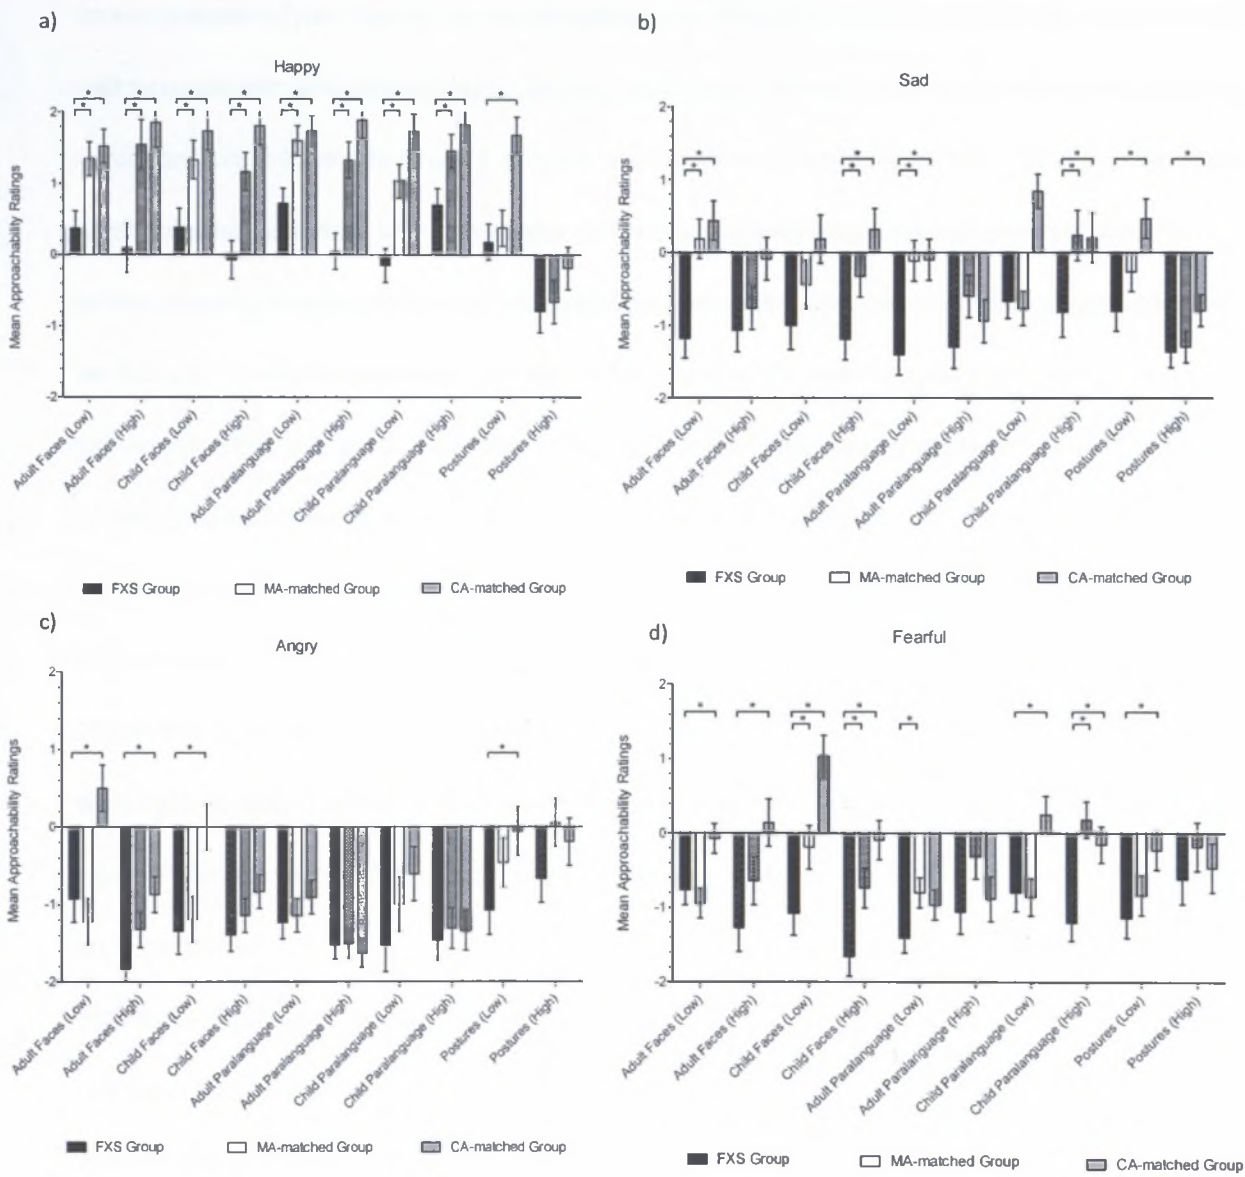 a)
Happy
Mean Approachability Ratings
2
1
0
-1
-2
* * * * * * * * *
* * * * * * * *
Adult Faces (Low)
Adult Faces (High)
Child Faces (Low)
Child Faces (High)
Adult Paralanguage (Low)
Adult Paralanguage (High)
Child Paralanguage (Low)
Child Paralanguage (High)
Postures (Low)
Postures (High)
FXS Group MA-matched Group CA-matched Group
b)
Sad
Mean Approachability Ratings
2
1
0
-1
-2
* * * * * *
* * * *
Adult Faces (Low)
Adult Faces (High)
Child Faces (Low)
Child Faces (High)
Adult Paralanguage (Low)
Adult Paralanguage (High)
Child Paralanguage (Low)
Child Paralanguage (High)
Postures (Low)
Postures (High)
FXS Group MA-matched Group CA-matched Group
c)
Angry
Mean Approachability Ratings
2
1
0
-1
-2
* * * *
Adult Faces (Low)
Adult Faces (High)
Child Faces (Low)
Child Faces (High)
Adult Paralanguage (Low)
Adult Paralanguage (High)
Child Paralanguage (Low)
Child Paralanguage (High)
Postures (Low)
Postures (High)
FXS Group MA-matched Group CA-matched Group
d)
Fearful
Mean Approachability Ratings
2
1
0
-1
-2
* * * * * * *
* * * *
Adult Faces (Low)
Adult Faces (High)
Child Faces (Low)
Child Faces (High)
Adult Paralanguage (Low)
Adult Paralanguage (High)
Child Paralanguage (Low)
Child Paralanguage (High)
Postures (Low)
Postures (High)
FXS Group MA-matched Group CA-matched Group